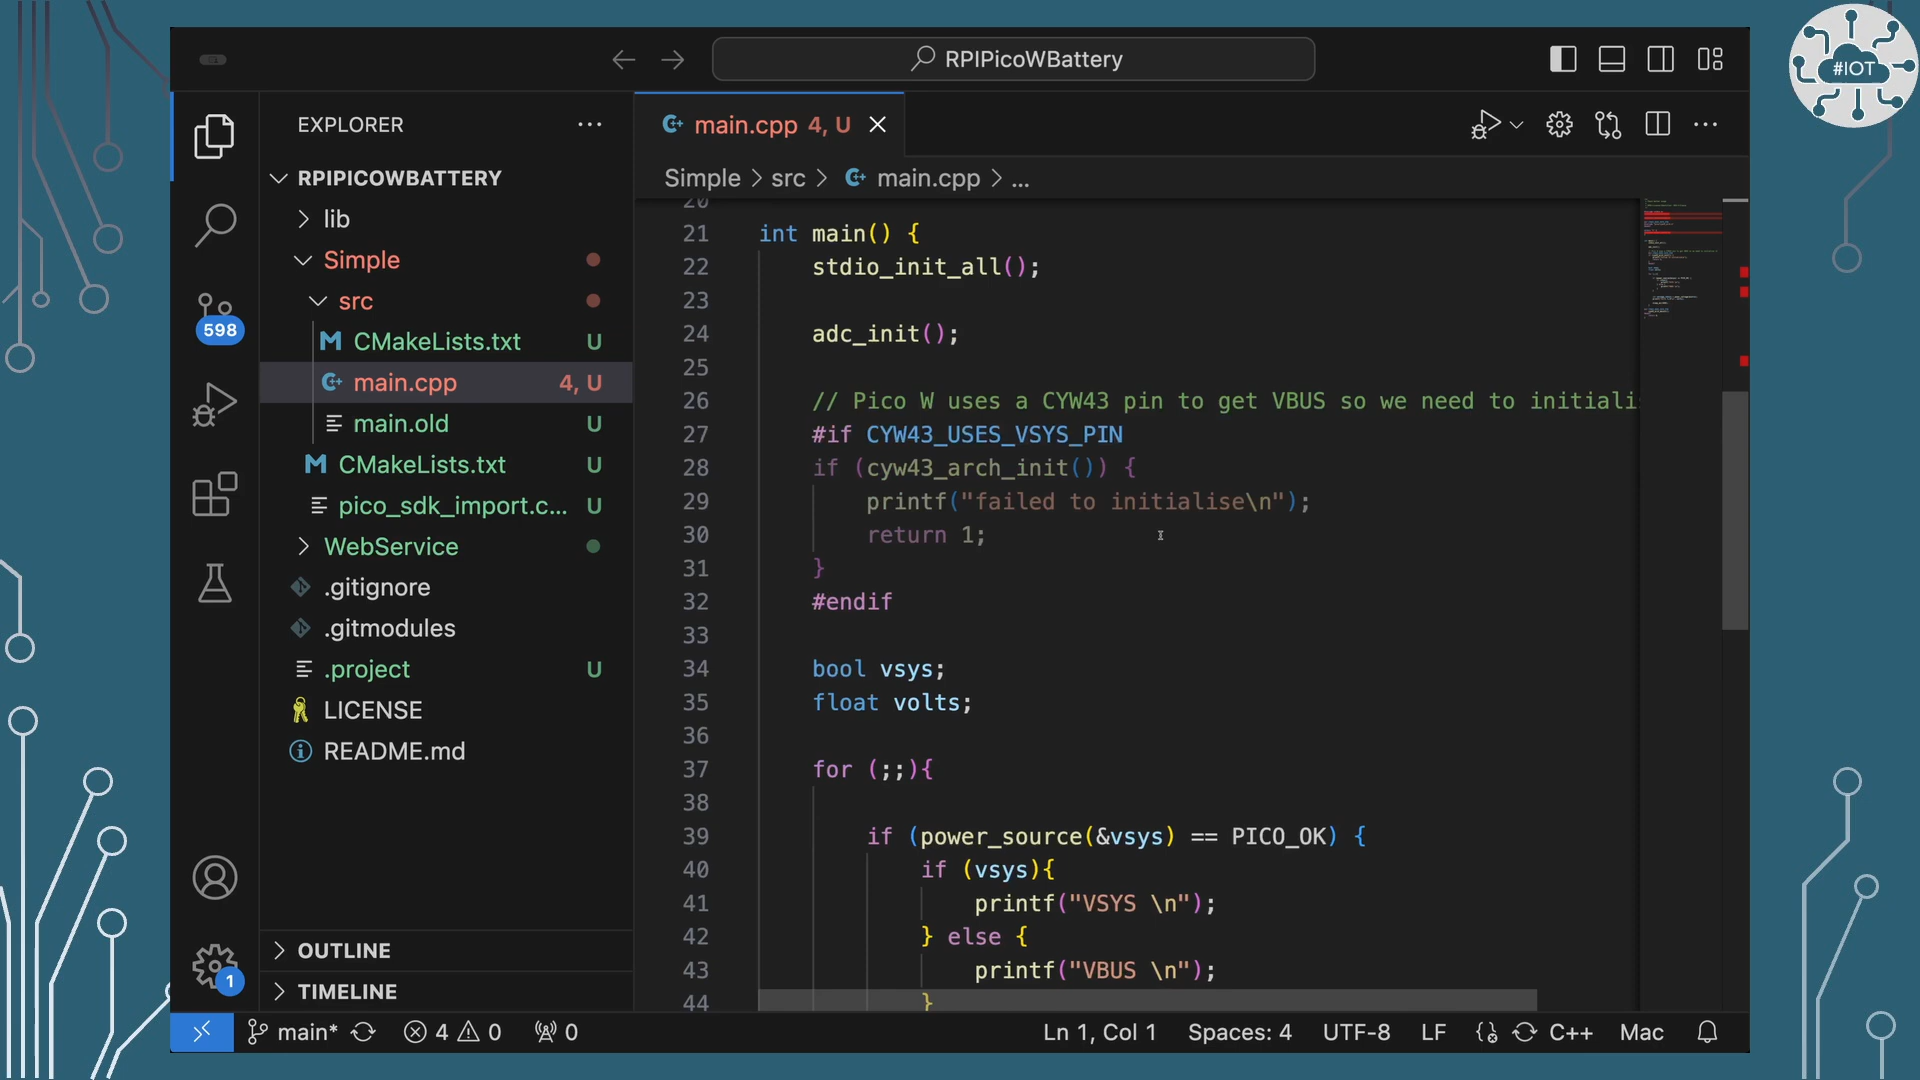 RPIPicoWBattery
#IOT
EXPLORER
RPIPICOWBATTERY
lib
Simple
src
CMakeLists.txt U
main.cpp 4, U
main.old U
CMakeLists.txt U
pico_sdk_import.c... U
WebService
.gitignore
.gitmodules
.project U
LICENSE
README.md
OUTLINE
TIMELINE
598
1
main.cpp 4, U
Simple > src > main.cpp > ...
20
21 int main() {
22 stdio_init_all();
23
24 adc_init();
25
26 // Pico W uses a CYW43 pin to get VBUS so we need to initialis
27 #if CYW43_USES_VSYS_PIN
28 if (cyw43_arch_init()) {
29 printf("failed to initialise\n");
30 return 1;
31 }
32 #endif
33
34 bool vsys;
35 float volts;
36
37 for (;;){
38
39 if (power_source(&vsys) == PICO_OK) {
40 if (vsys){
41 printf("VSYS \n");
42 } else {
43 printf("VBUS \n");
44 }
main* 4 0 0 Ln 1, Col 1 Spaces: 4 UTF-8 LF C++ Mac